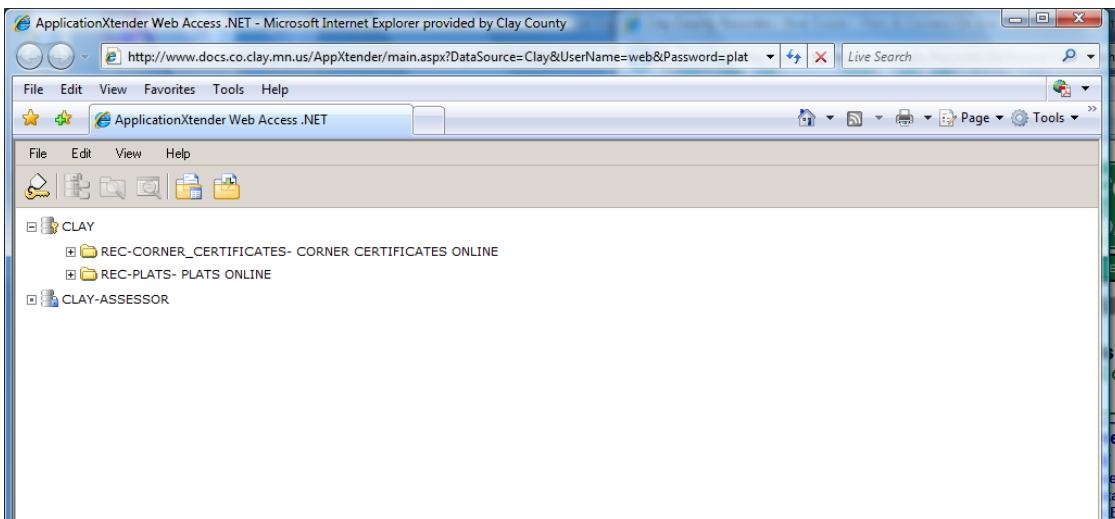 ApplicationXtender Web Access .NET - Microsoft Internet Explorer provided by Clay County
http://www.docs.co.clay.mn.us/AppXtender/main.aspx?DataSource=Clay&UserName=web&Password=plat
Live Search
File Edit View Favorites Tools Help
ApplicationXtender Web Access .NET
Page Tools
File Edit View Help
CLAY
REC-CORNER_CERTIFICATES- CORNER CERTIFICATES ONLINE
REC-PLATS- PLATS ONLINE
CLAY-ASSESSOR